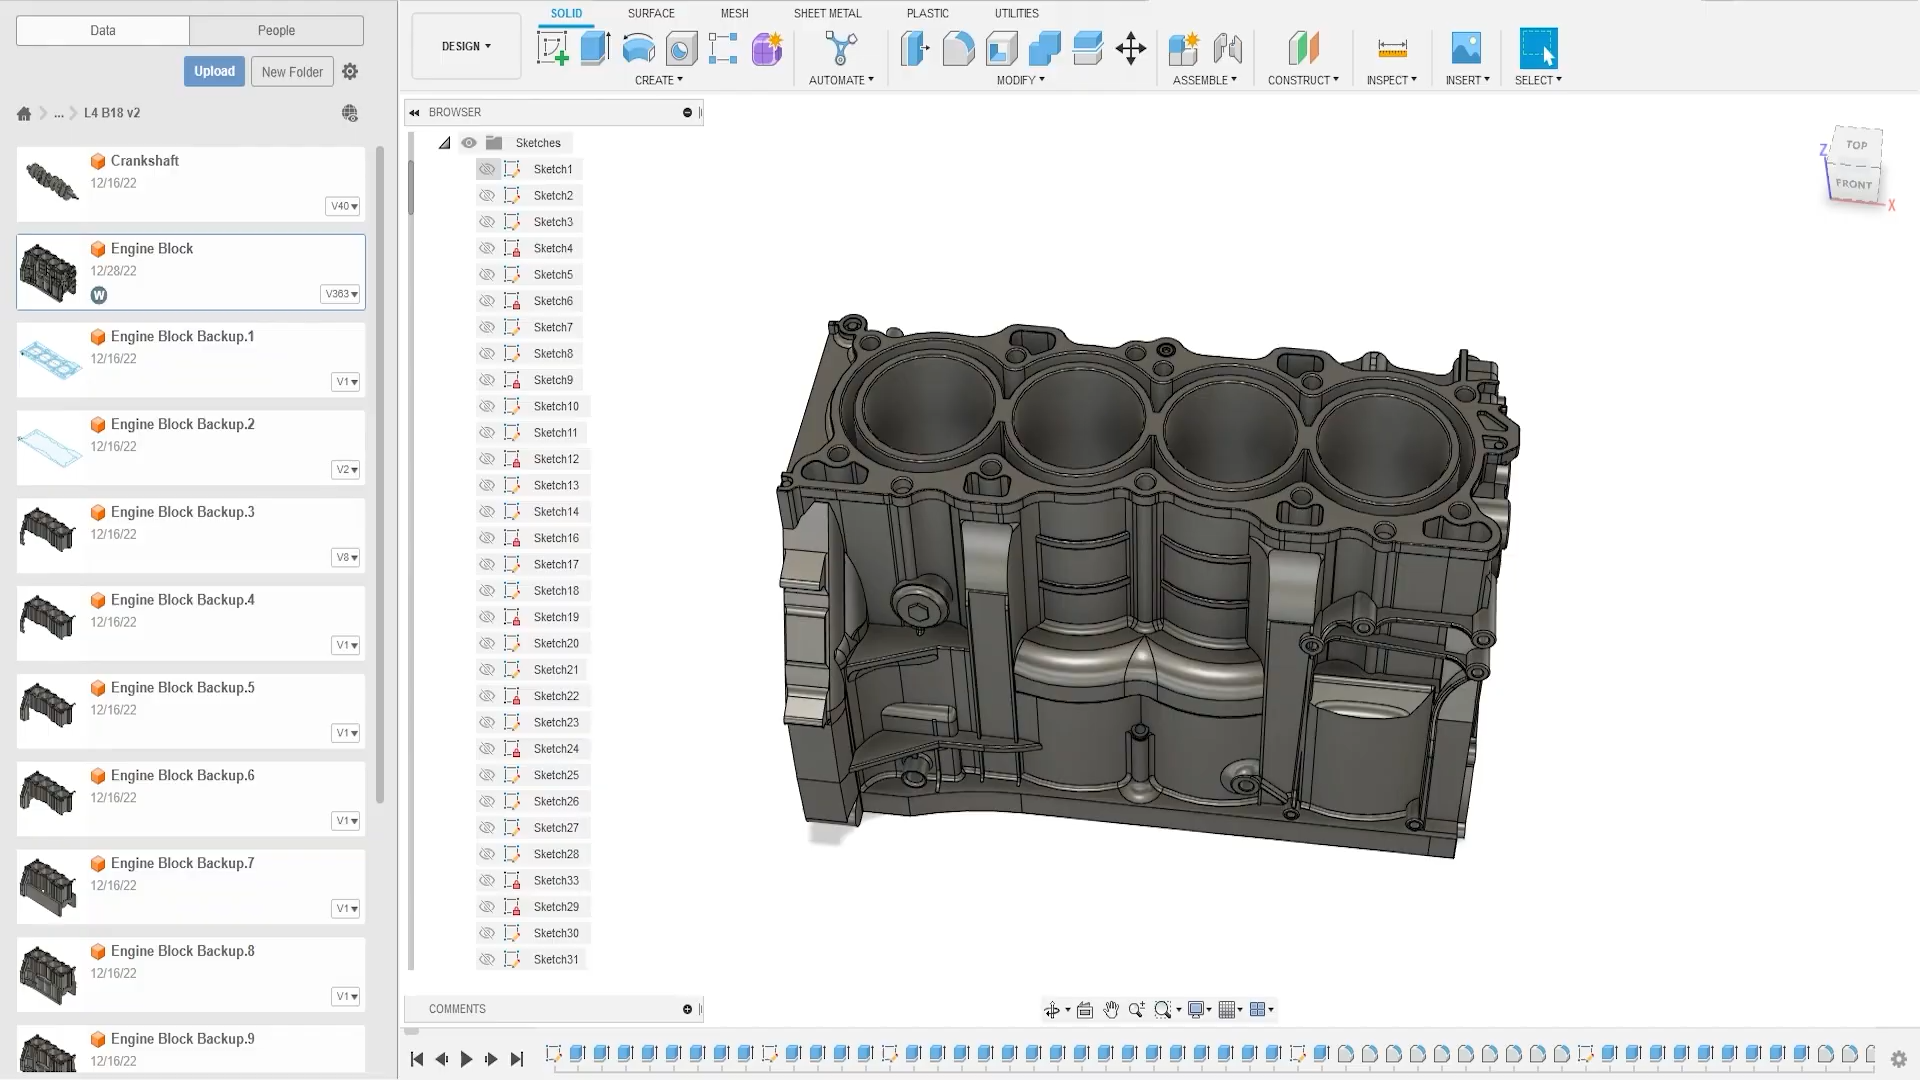 Data
People
Upload
New Folder
... L4 B18 v2
Crankshaft
12/16/22
V40
Engine Block
12/28/22
W
V363
Engine Block Backup.1
12/16/22
V1
Engine Block Backup.2
12/16/22
V2
Engine Block Backup.3
12/16/22
V8
Engine Block Backup.4
12/16/22
V1
Engine Block Backup.5
12/16/22
V1
Engine Block Backup.6
12/16/22
V1
Engine Block Backup.7
12/16/22
V1
Engine Block Backup.8
12/16/22
V1
Engine Block Backup.9
12/16/22
DESIGN
SOLID
SURFACE
MESH
SHEET METAL
PLASTIC
UTILITIES
CREATE
AUTOMATE
MODIFY
ASSEMBLE
CONSTRUCT
INSPECT
INSERT
SELECT
BROWSER
Sketches
Sketch1
Sketch2
Sketch3
Sketch4
Sketch5
Sketch6
Sketch7
Sketch8
Sketch9
Sketch10
Sketch11
Sketch12
Sketch13
Sketch14
Sketch16
Sketch17
Sketch18
Sketch19
Sketch20
Sketch21
Sketch22
Sketch23
Sketch24
Sketch25
Sketch26
Sketch27
Sketch28
Sketch33
Sketch29
Sketch30
Sketch31
COMMENTS
TOP
Z
FRONT
X